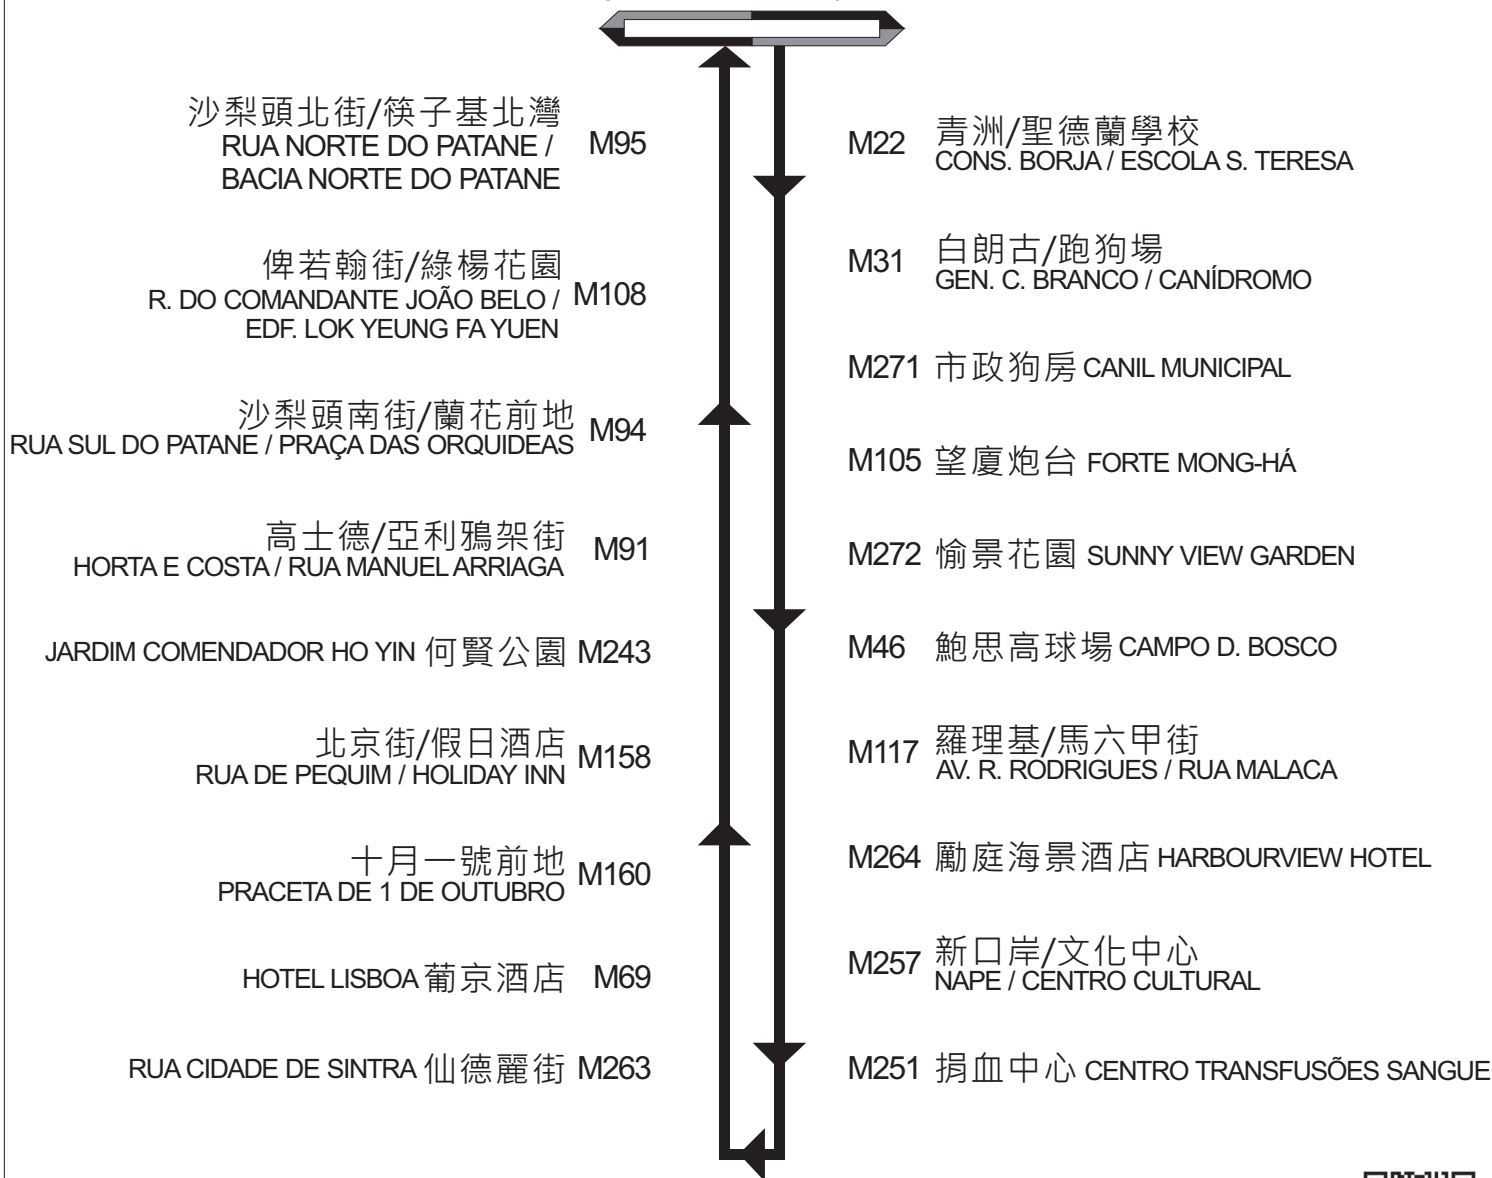 沙梨頭北街/筷子基北灣
RUA NORTE DO PATANE /
BACIA NORTE DO PATANE
M95
俾若翰街/綠楊花園
R. DO COMANDANTE JOÃO BELO /
EDF. LOK YEUNG FA YUEN
M108
沙梨頭南街/蘭花前地
RUA SUL DO PATANE / PRAÇA DAS ORQUIDEAS
M94
高士德/亞利鴉架街
HORTA E COSTA / RUA MANUEL ARRIAGA
M91
JARDIM COMENDADOR HO YIN 何賢公園 M243
北京街/假日酒店
RUA DE PEQUIM / HOLIDAY INN
M158
十月一號前地
PRACETA DE 1 DE OUTUBRO
M160
HOTEL LISBOA 葡京酒店 M69
RUA CIDADE DE SINTRA 仙德麗街 M263
M22
青洲/聖德蘭學校
CONS. BORJA / ESCOLA S. TERESA
M31
白朗古/跑狗場
GEN. C. BRANCO / CANÍDROMO
M271 市政狗房 CANIL MUNICIPAL
M105 望廈炮台 FORTE MONG-HÁ
M272 愉景花園 SUNNY VIEW GARDEN
M46 鮑思高球場 CAMPO D. BOSCO
M117
羅理基/馬六甲街
AV. R. RODRIGUES / RUA MALACA
M264 勵庭海景酒店 HARBOURVIEW HOTEL
M257
新口岸/文化中心
NAPE / CENTRO CULTURAL
M251 捐血中心 CENTRO TRANSFUSÕES SANGUE